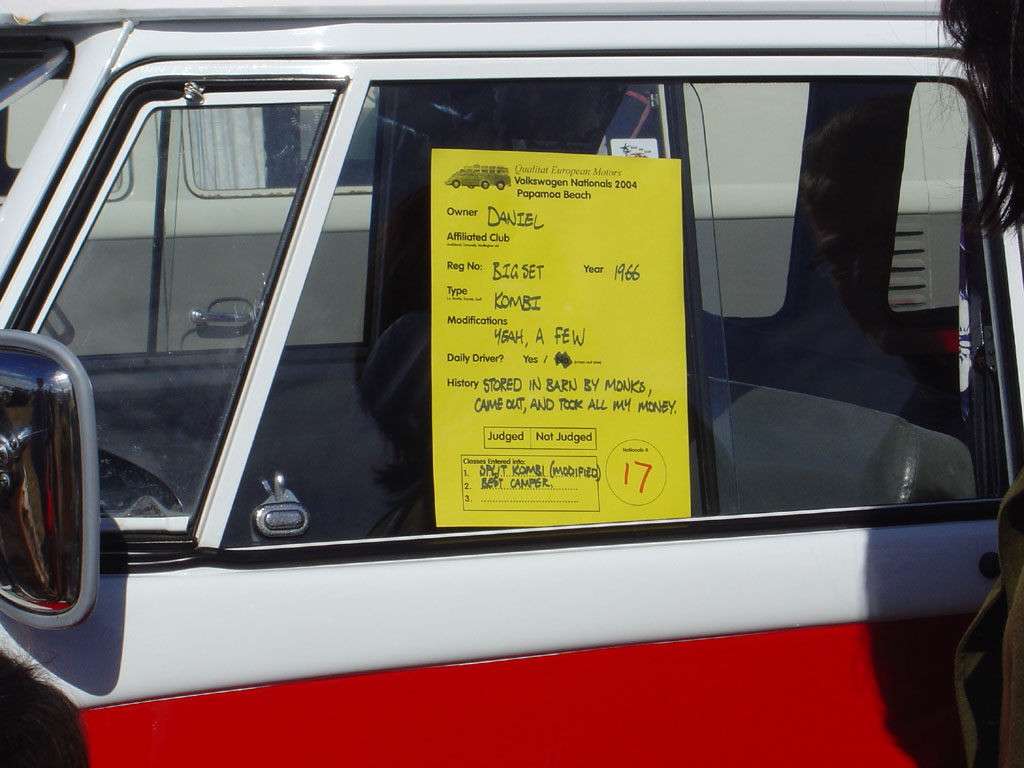 Qualitat European Motors
Volkswagen Nationals 2004
Papamoa Beach
Owner DANIEL
Affiliated Club
Reg No: BIGSET Year 1966
Type KOMBI
Modifications
YEAH, A FEW
Daily Driver? Yes /
History STORED IN BARN BY MONKS,
CAME OUT, AND TOOK ALL MY MONEY.
Judged Not Judged
Classes Entered into:
1. SPLIT KOMBI (MODIFIED)
2. BEST CAMPER.
3.
Nationals #
17